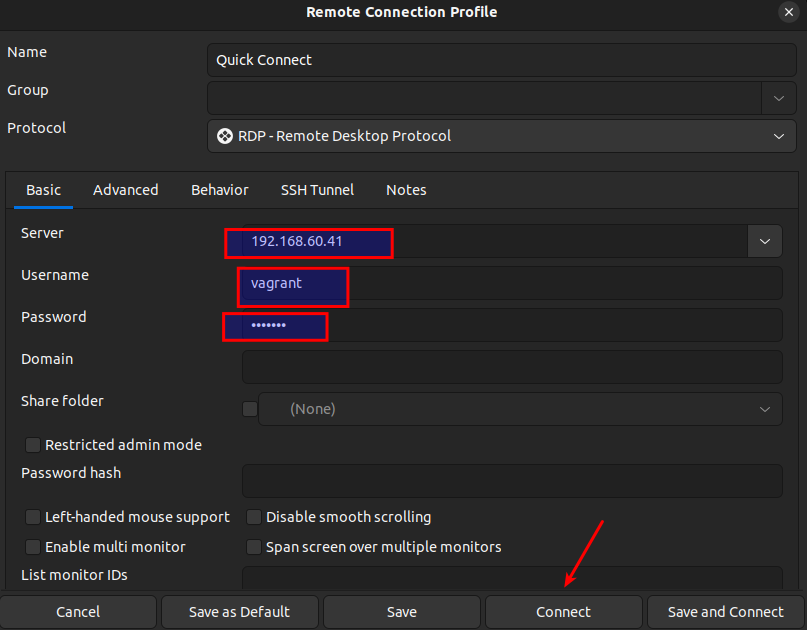 Remote Connection Profile
Name
Quick Connect
Group
Protocol
RDP - Remote Desktop Protocol
Basic Advanced Behavior SSH Tunnel Notes
Server
192.168.60.41
Username
vagrant
Password
•••••••
Domain
Share folder
(None)
Restricted admin mode
Password hash
Left-handed mouse support Disable smooth scrolling
Enable multi monitor Span screen over multiple monitors
List monitor IDs
Cancel Save as Default Save Connect Save and Connect